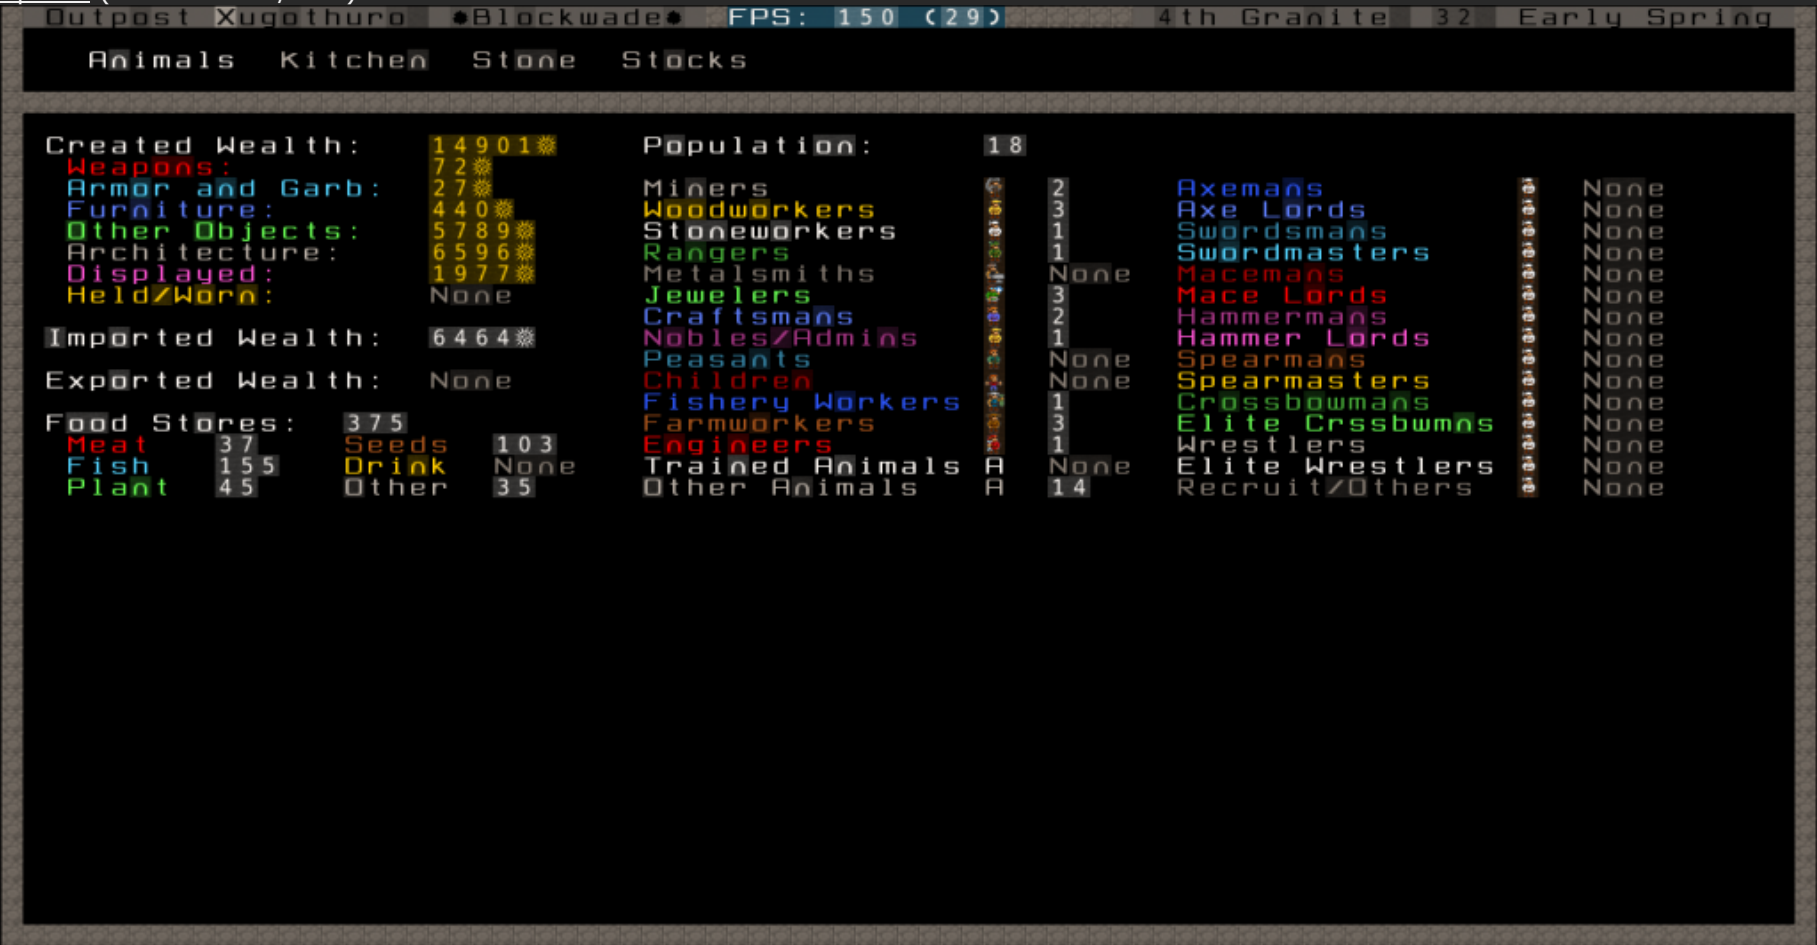 Outpost Xugothuro ●Blockwade● FPS: 150 (29) 4th Granite 32 Early Spring
Animals Kitchen Stone Stocks
Created Wealth: 14901☼ Population: 18
Weapons: 72☼
Armor and Garb: 27☼ Miners 2 Axemans None
Furniture: 440☼ Woodworkers 3 Axe Lords None
Other Objects: 5789☼ Stoneworkers 1 Swordsmans None
Architecture: 6596☼ Rangers 1 Swordmasters None
Displayed: 1977☼ Metalsmiths None Macemans None
Held/Worn: None Jewelers 3 Mace Lords None
Craftsmans 2 Hammermans None
Imported Wealth: 6464☼ Nobles/Admins 1 Hammer Lords None
Peasants None Spearmans None
Exported Wealth: None Children None Spearmasters None
Fishery Workers 1 Crossbowmans None
Food Stores: 375 Farmworkers 3 Elite Crssbwmns None
Meat 37 Seeds 103 Engineers 1 Wrestlers None
Fish 155 Drink None Trained Animals A None Elite Wrestlers None
Plant 45 Other 35 Other Animals A 14 Recruit/Others None